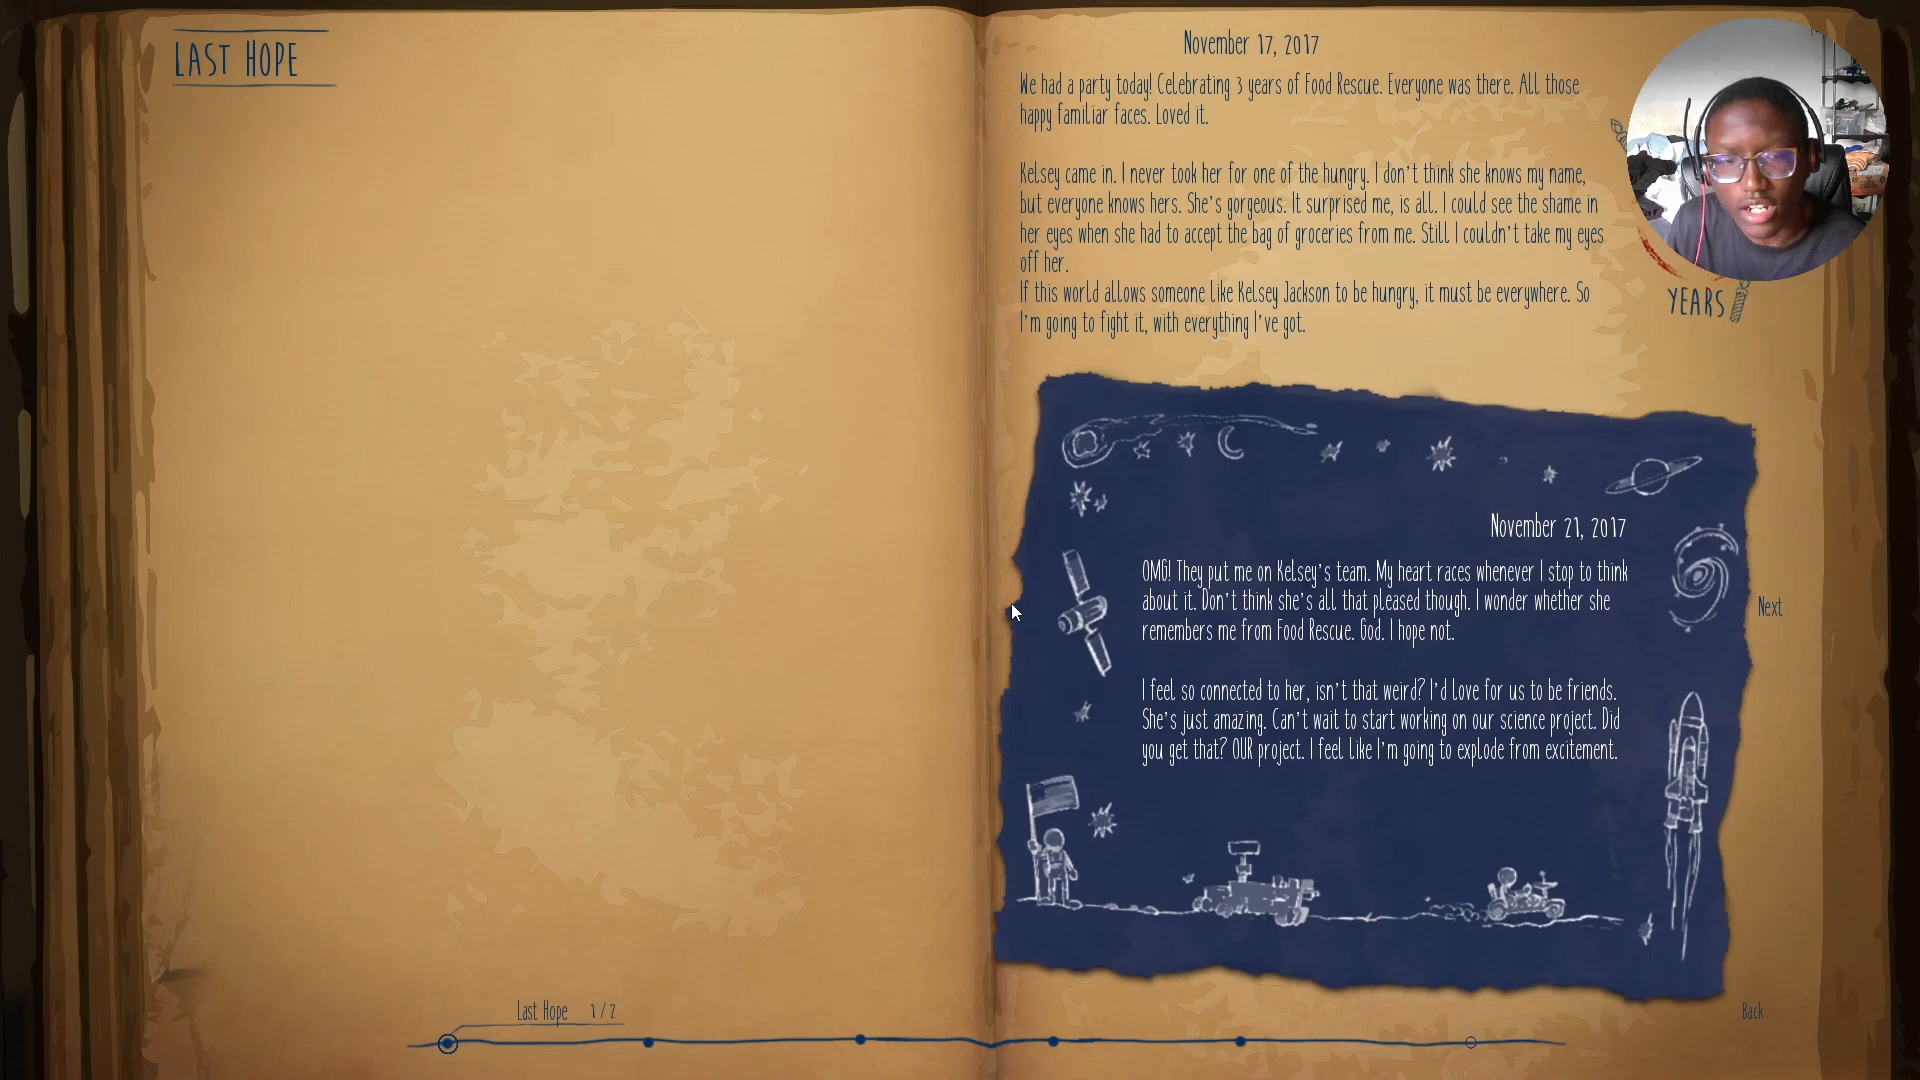 LAST HOPE
November 17, 2017
We had a party today! Celebrating 3 years of Food Rescue. Everyone was there. All those
happy familiar faces. Loved it.
Kelsey came in. I never took her for one of the hungry. I don't think she knows my name,
but everyone knows hers. She's gorgeous. It surprised me, is all. I could see the shame in
her eyes when she had to accept the bag of groceries from me. Still I couldn't take my eyes
off her.
If this world allows someone like Kelsey Jackson to be hungry, it must be everywhere. So
I'm going to fight it, with everything I've got.
YEARS
November 21, 2017
OMG! They put me on Kelsey's team. My heart races whenever I stop to think
about it. Don't think she's all that pleased though. I wonder whether she
remembers me from Food Rescue. God. I hope not.
I feel so connected to her, isn't that weird? I'd love for us to be friends.
She's just amazing. Can't wait to start working on our science project. Did
you get that? OUR project. I feel like I'm going to explode from excitement.
Next
Last Hope 1 / 2
Back